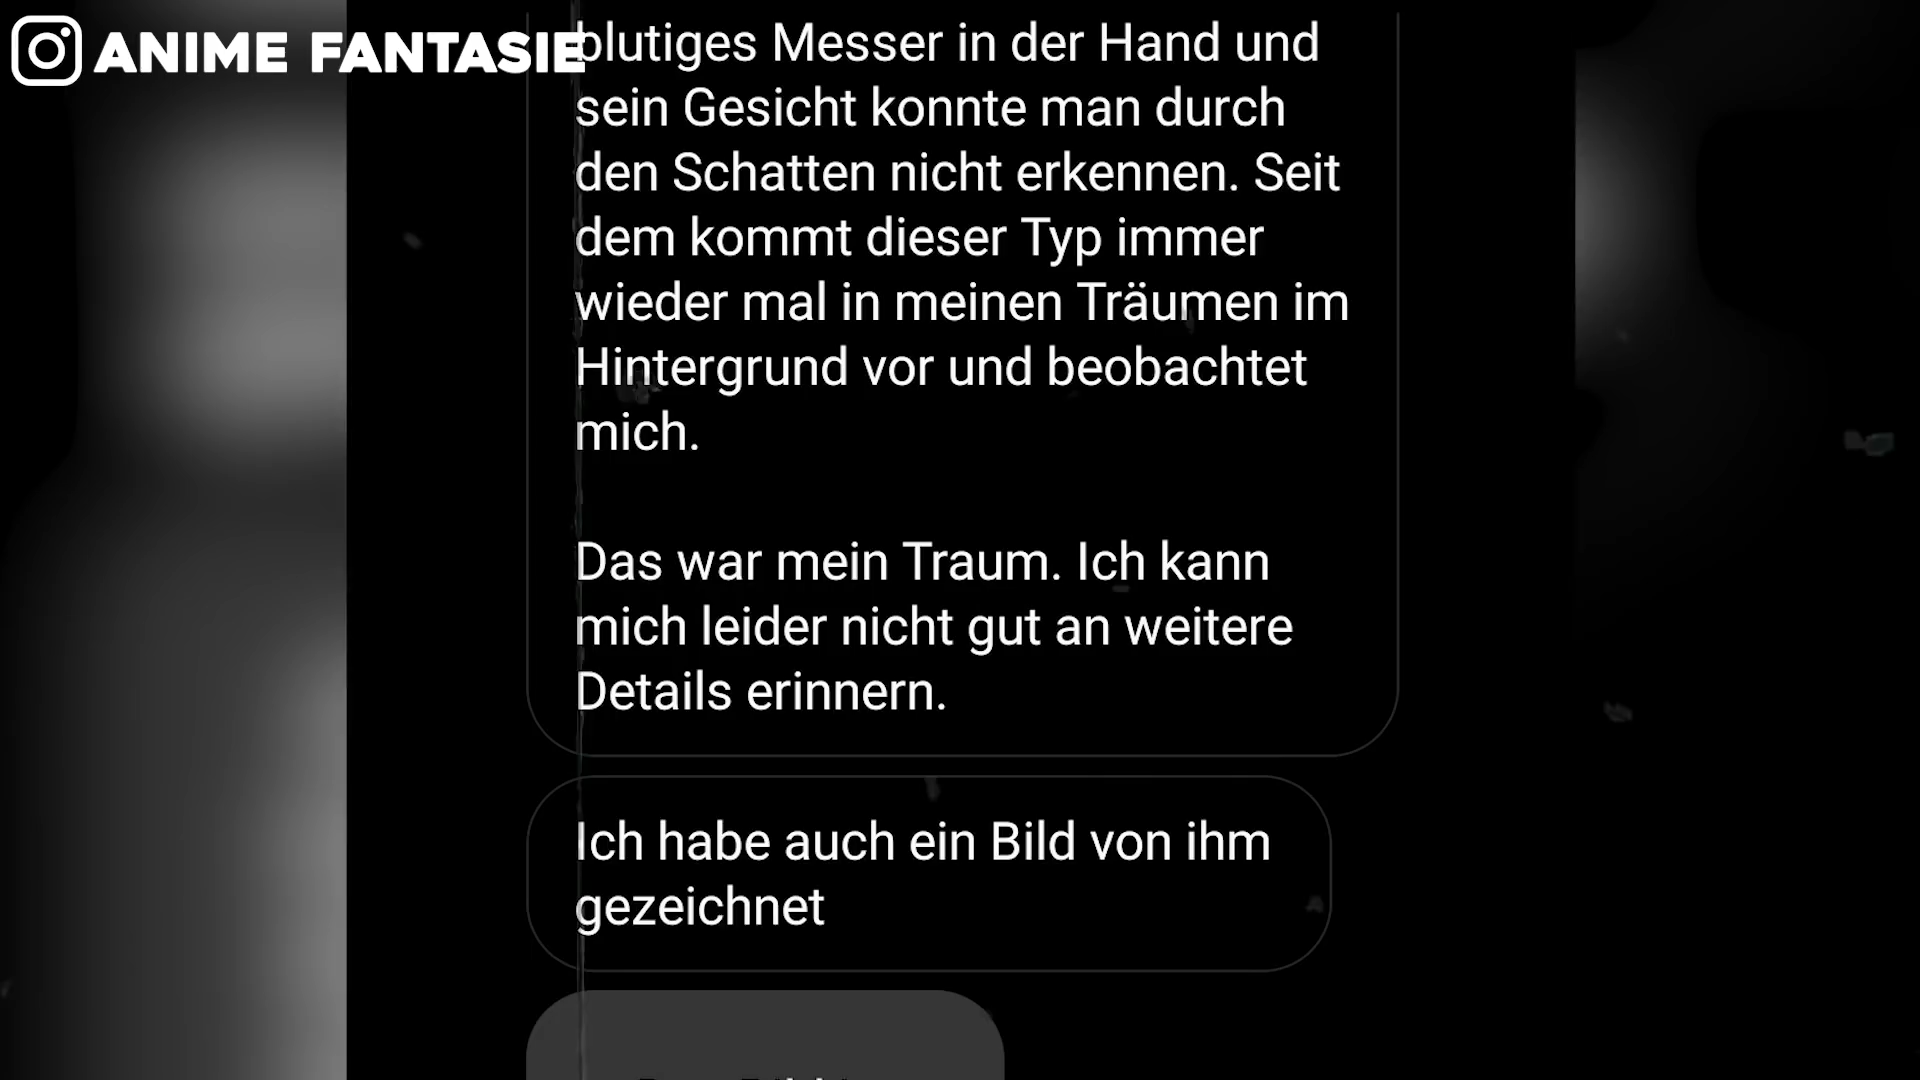 ANIME FANTASIE
blutiges Messer in der Hand und
sein Gesicht konnte man durch
den Schatten nicht erkennen. Seit
dem kommt dieser Typ immer
wieder mal in meinen Träumen im
Hintergrund vor und beobachtet
mich.
Das war mein Traum. Ich kann
mich leider nicht gut an weitere
Details erinnern.
Ich habe auch ein Bild von ihm
gezeichnet